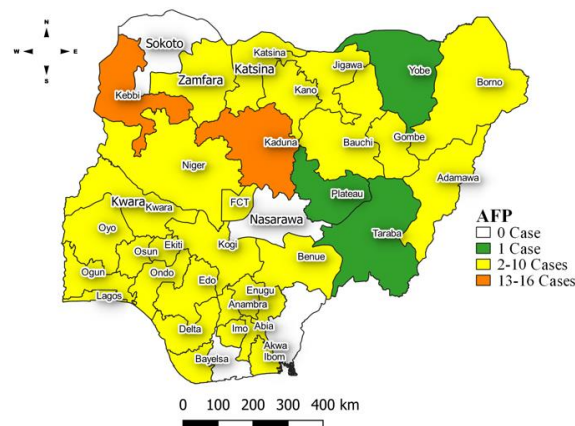 N
W E
S
Sokoto
Katsina
Zamfara
Katsina
Jigawa
Yobe
Borno
Kebbi
Kano
Kaduna
Bauchi
Gombe
Niger
Adamawa
Plateau
FCT
Kwara
Kwara
Nasarawa
Taraba
Oyo
Ekiti
Kogi
Osun
Benue
Ogun
Ondo
Edo
Lagos
Enugu
Anambra
Delta
Imo
Abia
Akwa
Ibom
Bayelsa
AFP
0 Case
1 Case
2-10 Cases
13-16 Cases
0 100 200 300 400 km